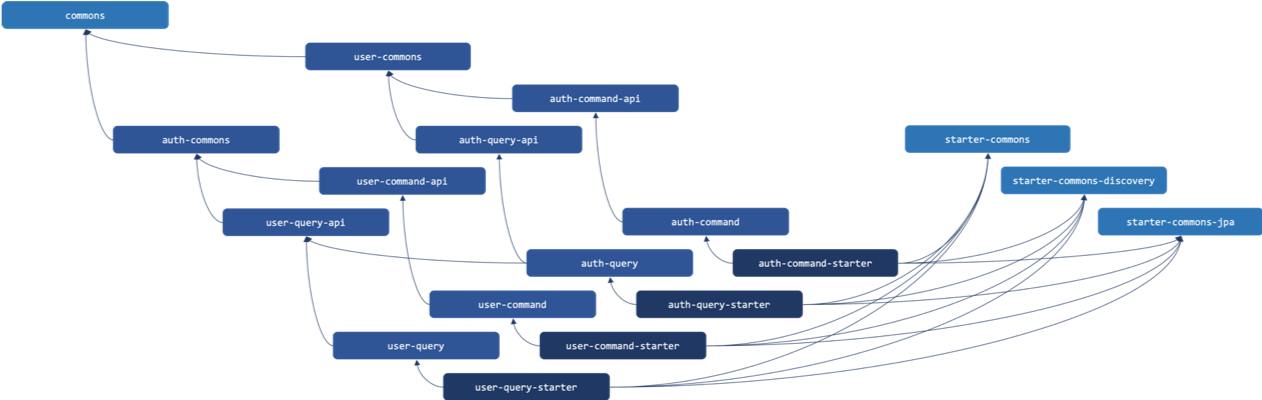 commons
user-commons
auth-command-api
auth-commons
auth-query-api
starter-commons
user-command-api
starter-commons-discovery
user-query-api
auth-command
starter-commons-jpa
auth-query
auth-command-starter
user-command
auth-query-starter
user-query
user-command-starter
user-query-starter